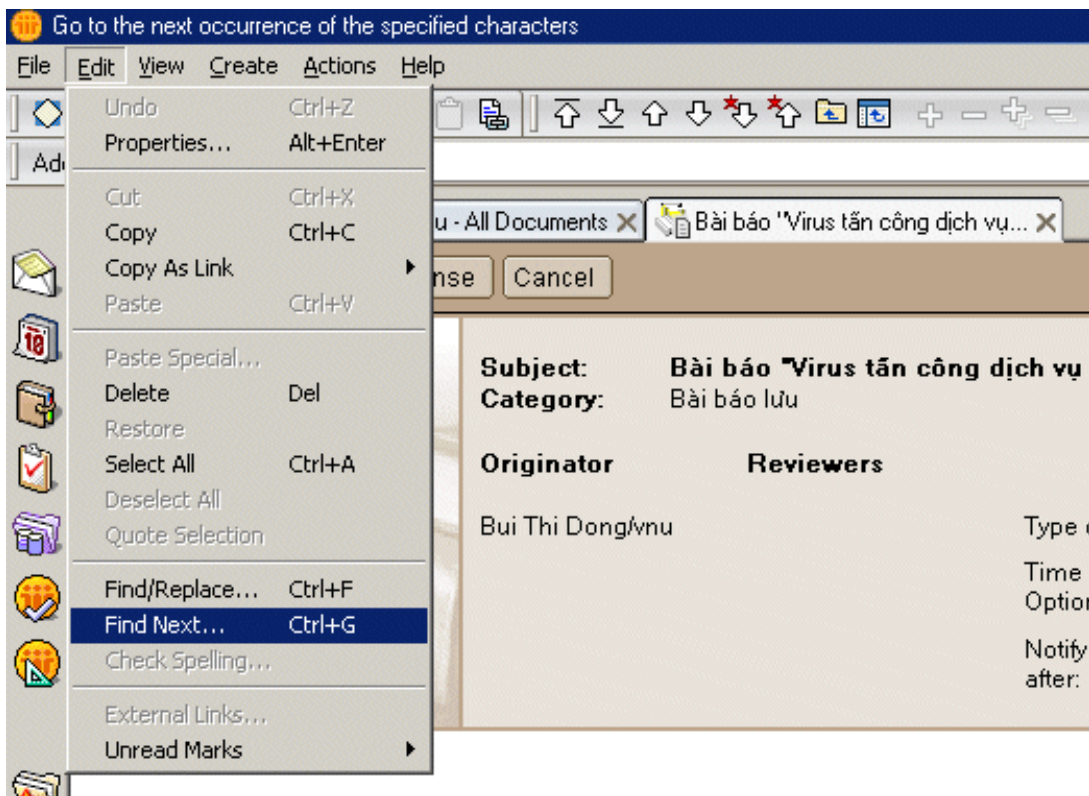 Go to the next occurrence of the specified characters
File Edit View Create Actions Help
Undo Ctrl+Z
Properties... Alt+Enter
Cut Ctrl+X
Copy Ctrl+C
Copy As Link
Paste Ctrl+V
Paste Special...
Delete Del
Restore
Select All Ctrl+A
Deselect All
Quote Selection
Find/Replace... Ctrl+F
Find Next... Ctrl+G
Check Spelling...
External Links...
Unread Marks
- All Documents
Bài báo "Virus tấn công dịch vụ...
Cancel
Subject: Bài báo "Virus tấn công dịch vụ
Category: Bài báo lưu
Originator Reviewers
Bui Thi Dong/vnu
Type
Time
Notify
after: